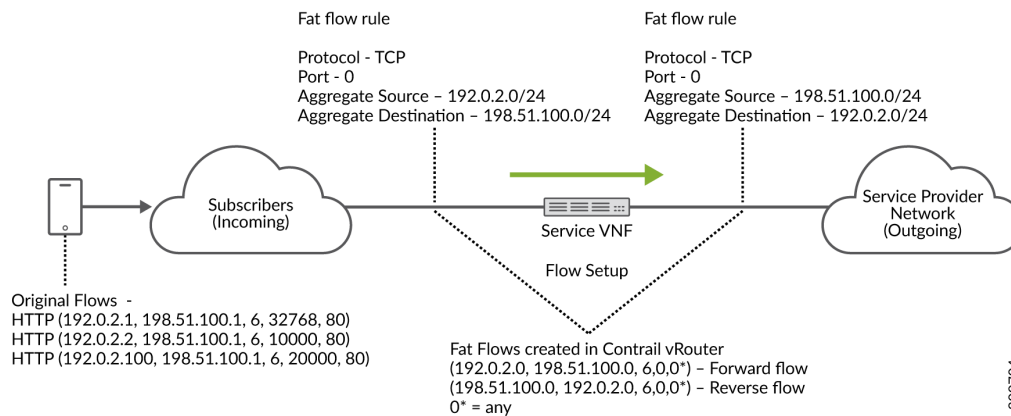 Fat flow rule
Protocol - TCP
Port - 0
Aggregate Source – 192.0.2.0/24
Aggregate Destination – 198.51.100.0/24
Fat flow rule
Protocol - TCP
Port - 0
Aggregate Source – 198.51.100.0/24
Aggregate Destination – 192.0.2.0/24
Subscribers
(Incoming)
Service VNF
Flow Setup
Service Provider
Network
(Outgoing)
Original Flows -
HTTP (192.0.2.1, 198.51.100.1, 6, 32768, 80)
HTTP (192.0.2.2, 198.51.100.1, 6, 10000, 80)
HTTP (192.0.2.100, 198.51.100.1, 6, 20000, 80)
Fat Flows created in Contrail vRouter
(192.0.2.0, 198.51.100.0, 6,0,0*) – Forward flow
(198.51.100.0, 192.0.2.0, 6,0,0*) – Reverse flow
0* = any